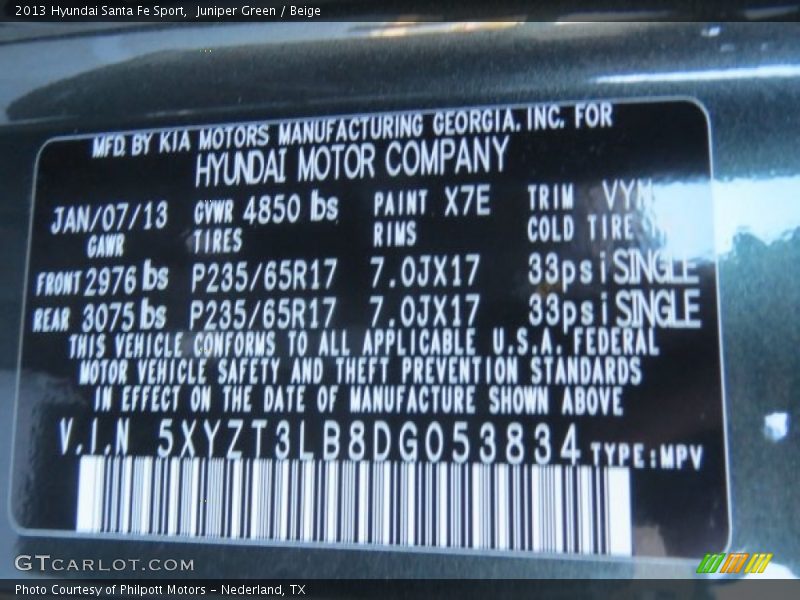 2013 Hyundai Santa Fe Sport,  Juniper Green / Beige
MFD. BY KIA MOTORS MANUFACTURING GEORGIA, INC. FOR
HYUNDAI MOTOR COMPANY
JAN/07/13 GVWR 4850 lbs PAINT X7E TRIM VYN
GAWR TIRES RIMS COLD TIRE
FRONT 2976 lbs P235/65R17 7.0JX17 33psi SINGLE
REAR 3075 lbs P235/65R17 7.0JX17 33psi SINGLE
THIS VEHICLE CONFORMS TO ALL APPLICABLE U.S.A. FEDERAL
MOTOR VEHICLE SAFETY AND THEFT PREVENTION STANDARDS
IN EFFECT ON THE DATE OF MANUFACTURE SHOWN ABOVE
V.I.N 5XYZT3LB8DG053834 TYPE:MPV
GTCARLOT.COM
Photo Courtesy of Philpott Motors - Nederland, TX